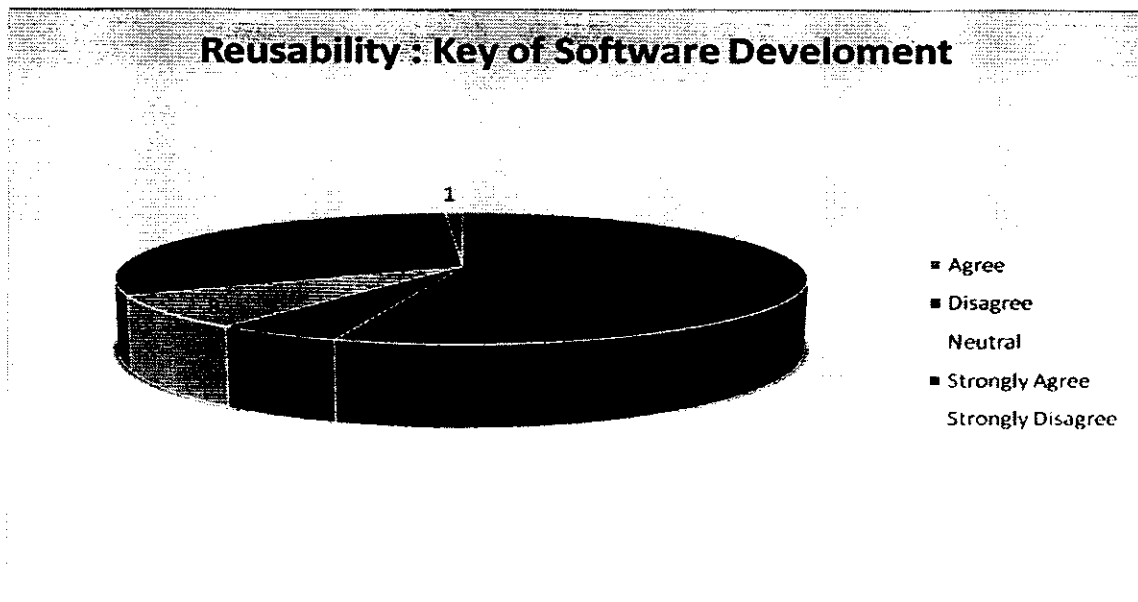 Reusability : Key of Software Develoment
1
Agree
Disagree
Neutral
Strongly Agree
Strongly Disagree